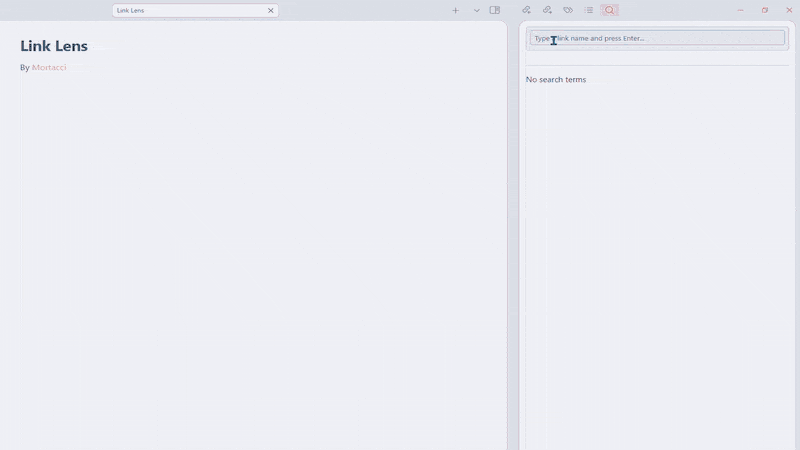 Link Lens
Link Lens
By Mortacci
Type a link name and press Enter...
No search terms